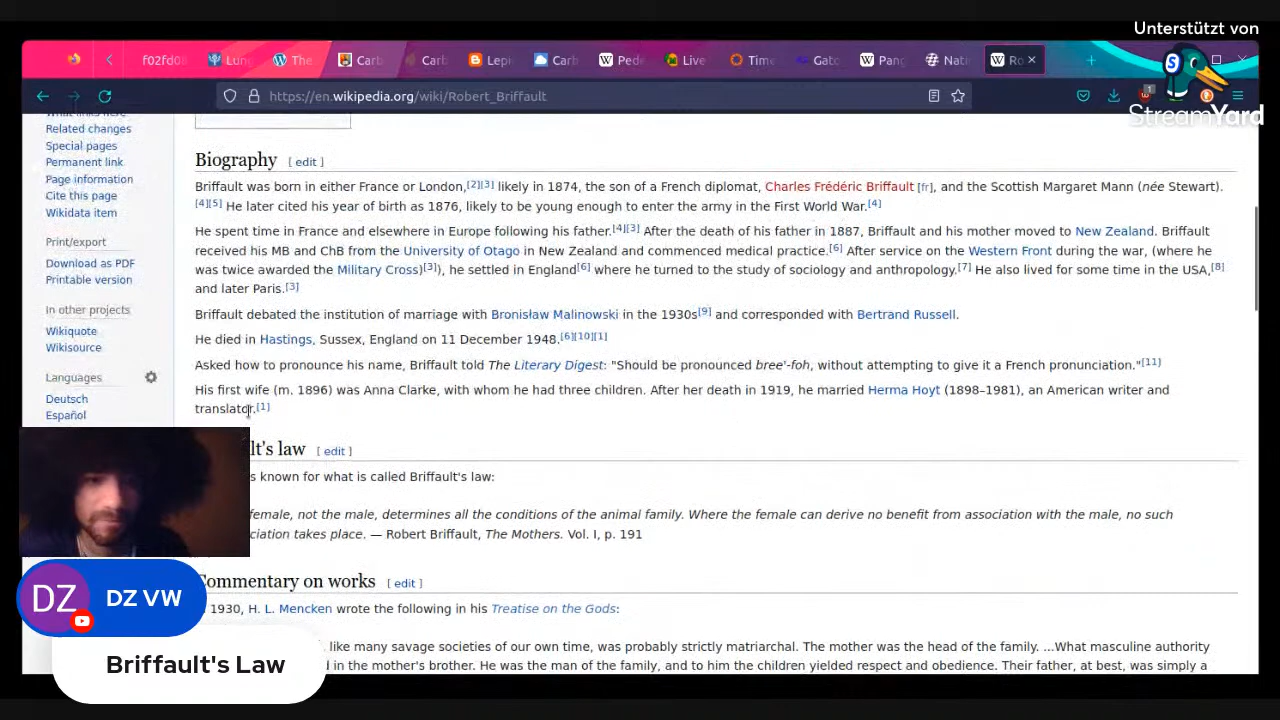 Unterstützt von
StreamYard
f02fd08
Lun
The
Carb
Carb
Lepi
Carb
Pede
Live
Time
Gato
Pang
Nati
Ro
https://en.wikipedia.org/wiki/Robert_Briffault
1
What links here
Related changes
Special pages
Permanent link
Page information
Cite this page
Wikidata item
Print/export
Download as PDF
Printable version
In other projects
Wikiquote
Wikisource
Languages
Deutsch
Español
Biography [ edit ]
Briffault was born in either France or London,[2][3] likely in 1874, the son of a French diplomat, Charles Frédéric Briffault [fr], and the Scottish Margaret Mann (née Stewart).
[4][5] He later cited his year of birth as 1876, likely to be young enough to enter the army in the First World War.[4]
He spent time in France and elsewhere in Europe following his father.[4][3] After the death of his father in 1887, Briffault and his mother moved to New Zealand. Briffault
received his MB and ChB from the University of Otago in New Zealand and commenced medical practice.[6] After service on the Western Front during the war, (where he
was twice awarded the Military Cross)[3]), he settled in England[6] where he turned to the study of sociology and anthropology.[7] He also lived for some time in the USA,[8]
and later Paris.[3]
Briffault debated the institution of marriage with Bronisław Malinowski in the 1930s[9] and corresponded with Bertrand Russell.
He died in Hastings, Sussex, England on 11 December 1948.[6][10][1]
Asked how to pronounce his name, Briffault told The Literary Digest: "Should be pronounced bree'-foh, without attempting to give it a French pronunciation."[11]
His first wife (m. 1896) was Anna Clarke, with whom he had three children. After her death in 1919, he married Herma Hoyt (1898–1981), an American writer and
translator.[1]
lt's law [ edit ]
s known for what is called Briffault's law:
female, not the male, determines all the conditions of the animal family. Where the female can derive no benefit from association with the male, no such
ciation takes place. — Robert Briffault, The Mothers. Vol. I, p. 191
Commentary on works [ edit ]
1930, H. L. Mencken wrote the following in his Treatise on the Gods:
like many savage societies of our own time, was probably strictly matriarchal. The mother was the head of the family. ...What masculine authority
d in the mother's brother. He was the man of the family, and to him the children yielded respect and obedience. Their father, at best, was simply a
DZ
DZ VW
Briffault's Law